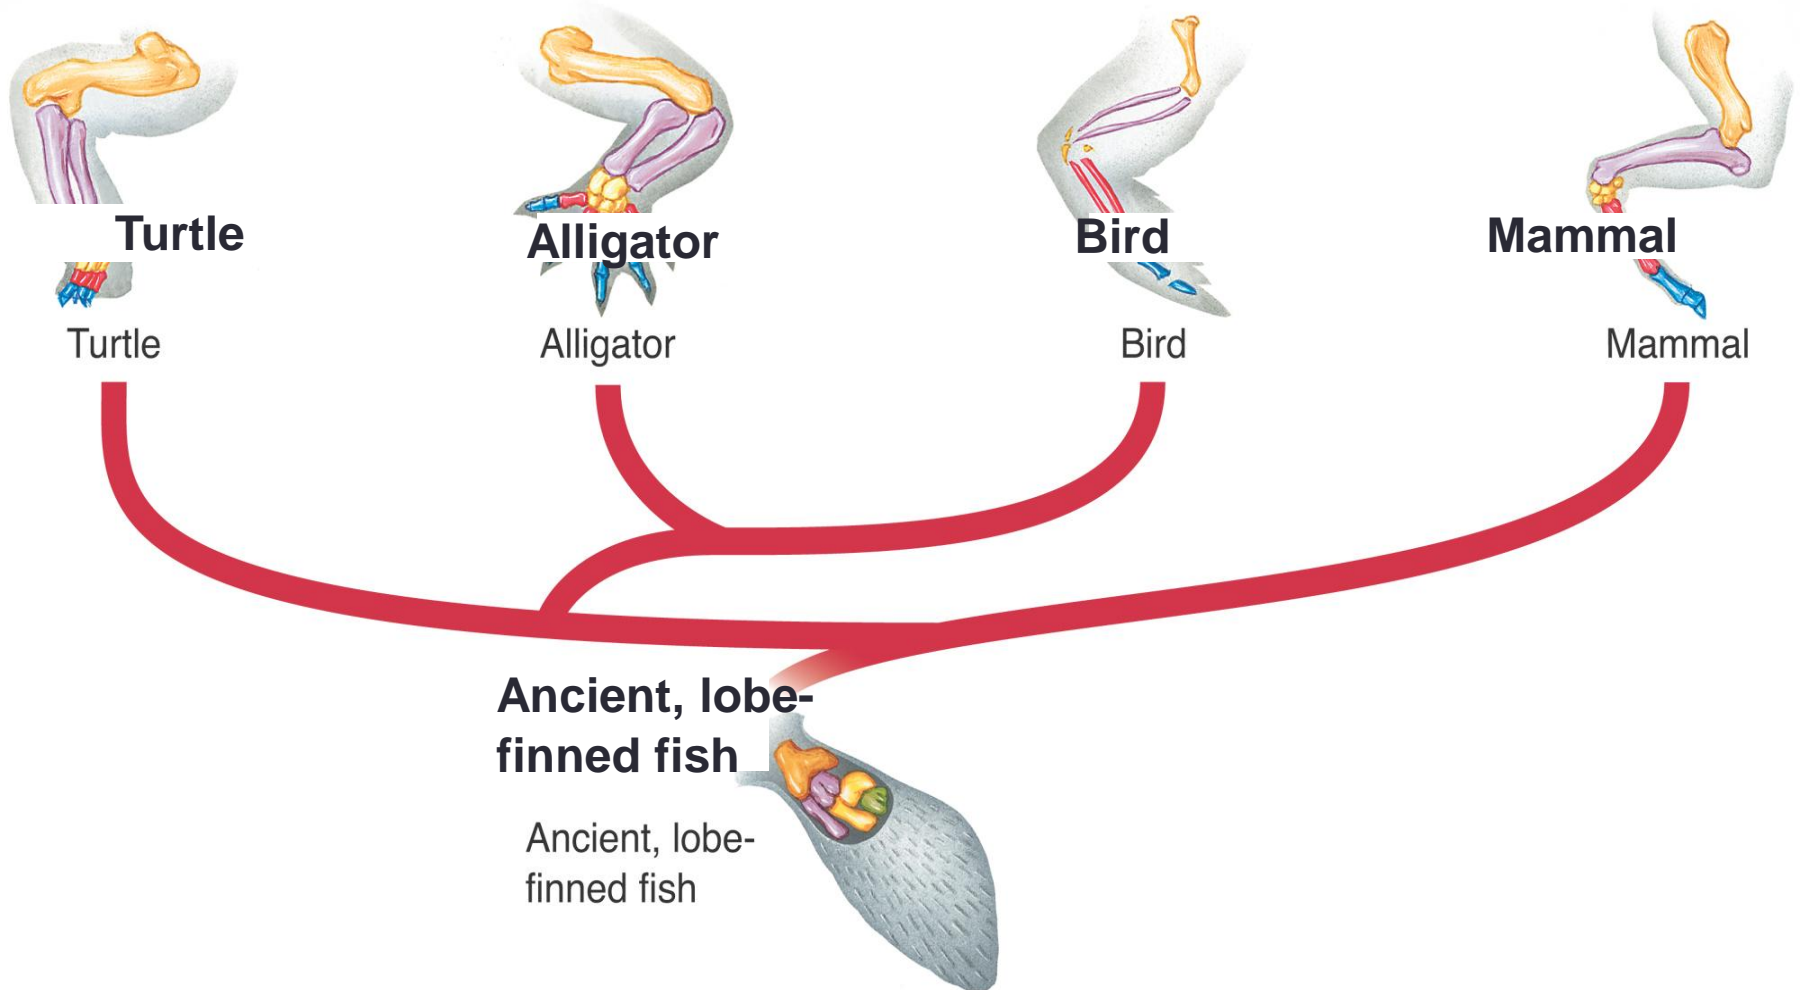 Turtle
Alligator
Bird
Mammal
Turtle
Alligator
Bird
Mammal
Ancient, lobe-
finned fish
Ancient, lobe-
finned fish